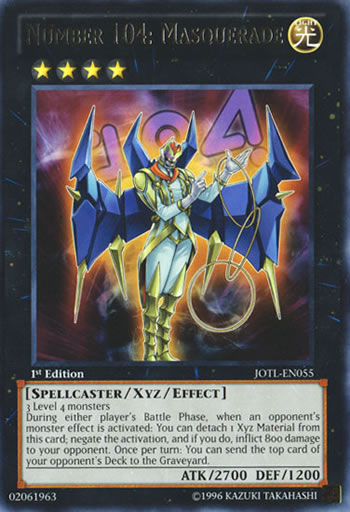 Number 104: Masquerade
LIGHT
光
104
1st Edition
JOTL-EN055
[Spellcaster/Xyz/Effect]
3 Level 4 monsters
During either player's Battle Phase, when an opponent's
monster effect is activated: You can detach 1 Xyz Material from
this card; negate the activation, and if you do, inflict 800 damage
to your opponent. Once per turn: You can send the top card of
your opponent's Deck to the Graveyard.
ATK/2700 DEF/1200
02061963
©1996 KAZUKI TAKAHASHI